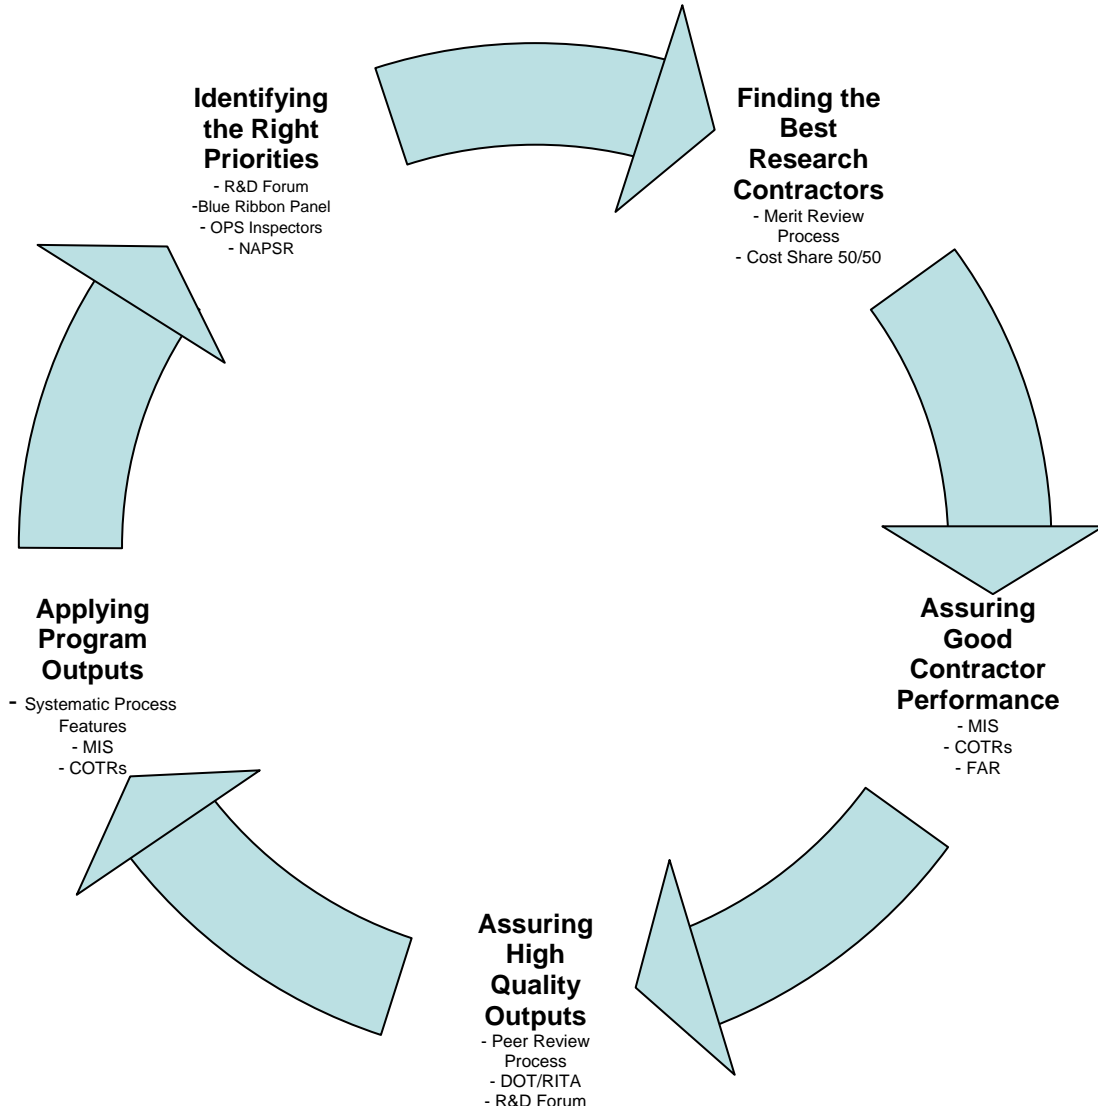 Identifying
the Right
Priorities
- R&D Forum
-Blue Ribbon Panel
- OPS Inspectors
- NAPSR
Finding the
Best
Research
Contractors
- Merit Review
Process
- Cost Share 50/50
Assuring
Good
Contractor
Performance
- MIS
- COTRs
- FAR
Assuring
High
Quality
Outputs
- Peer Review
Process
- DOT/RITA
- R&D Forum
Applying
Program
Outputs
- Systematic Process
Features
- MIS
- COTRs